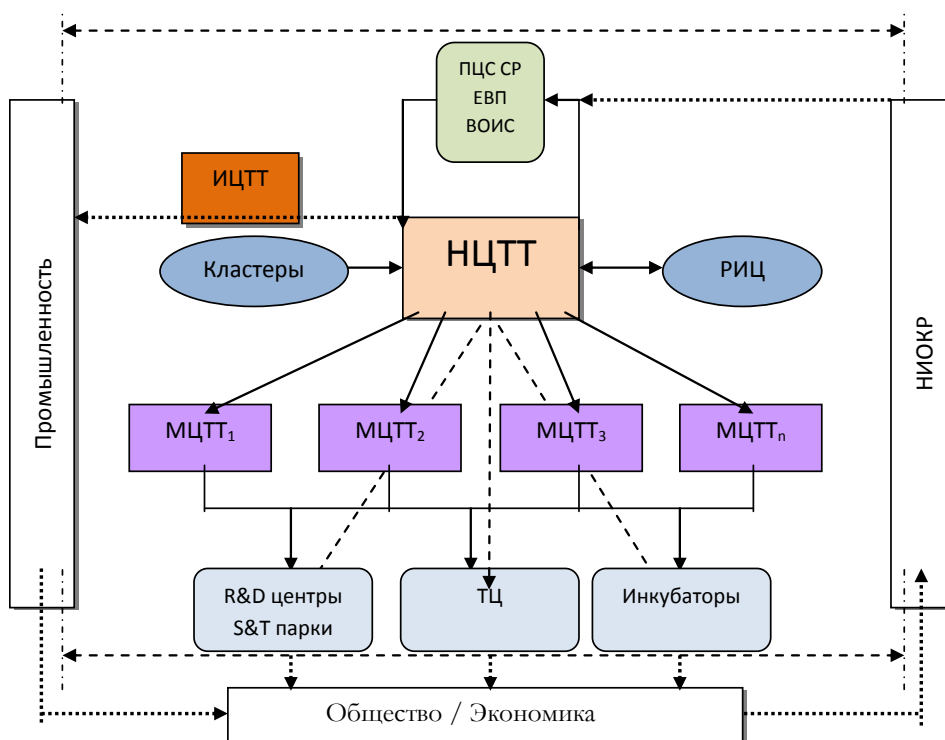 ПЦС СР
ЕВП
ВОИС
ИЦТТ
НЦТТ
Кластеры
РИЦ
Промышленность
НИОКР
МЦТТ₁
МЦТТ₂
МЦТТ₃
МЦТТₙ
R&D центры
S&T парки
ТЦ
Инкубаторы
Общество / Экономика